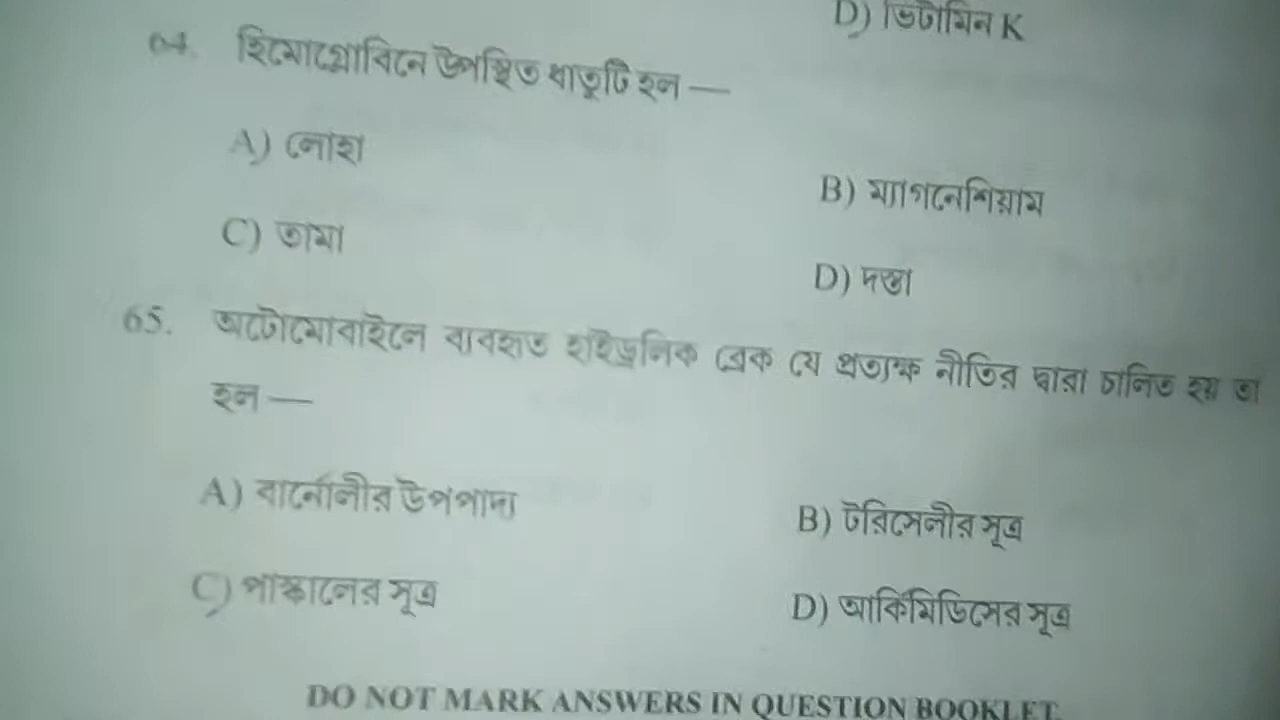 D) ভিটামিন K
64. হিমোগ্লোবিনে উপস্থিত ধাতুটি হল —
A) লোহা
B) ম্যাগনেশিয়াম
C) তামা
D) দস্তা
65. অটোমোবাইলে ব্যবহৃত হাইড্রলিক ব্রেক যে প্রত্যক্ষ নীতির দ্বারা চালিত হয় তা
হল —
A) বার্নোলীর উপপাদ্য
B) টরিসেলীর সূত্র
C) পাস্কালের সূত্র
D) আর্কিমিডিসের সূত্র
DO NOT MARK ANSWERS IN QUESTION BOOKLET